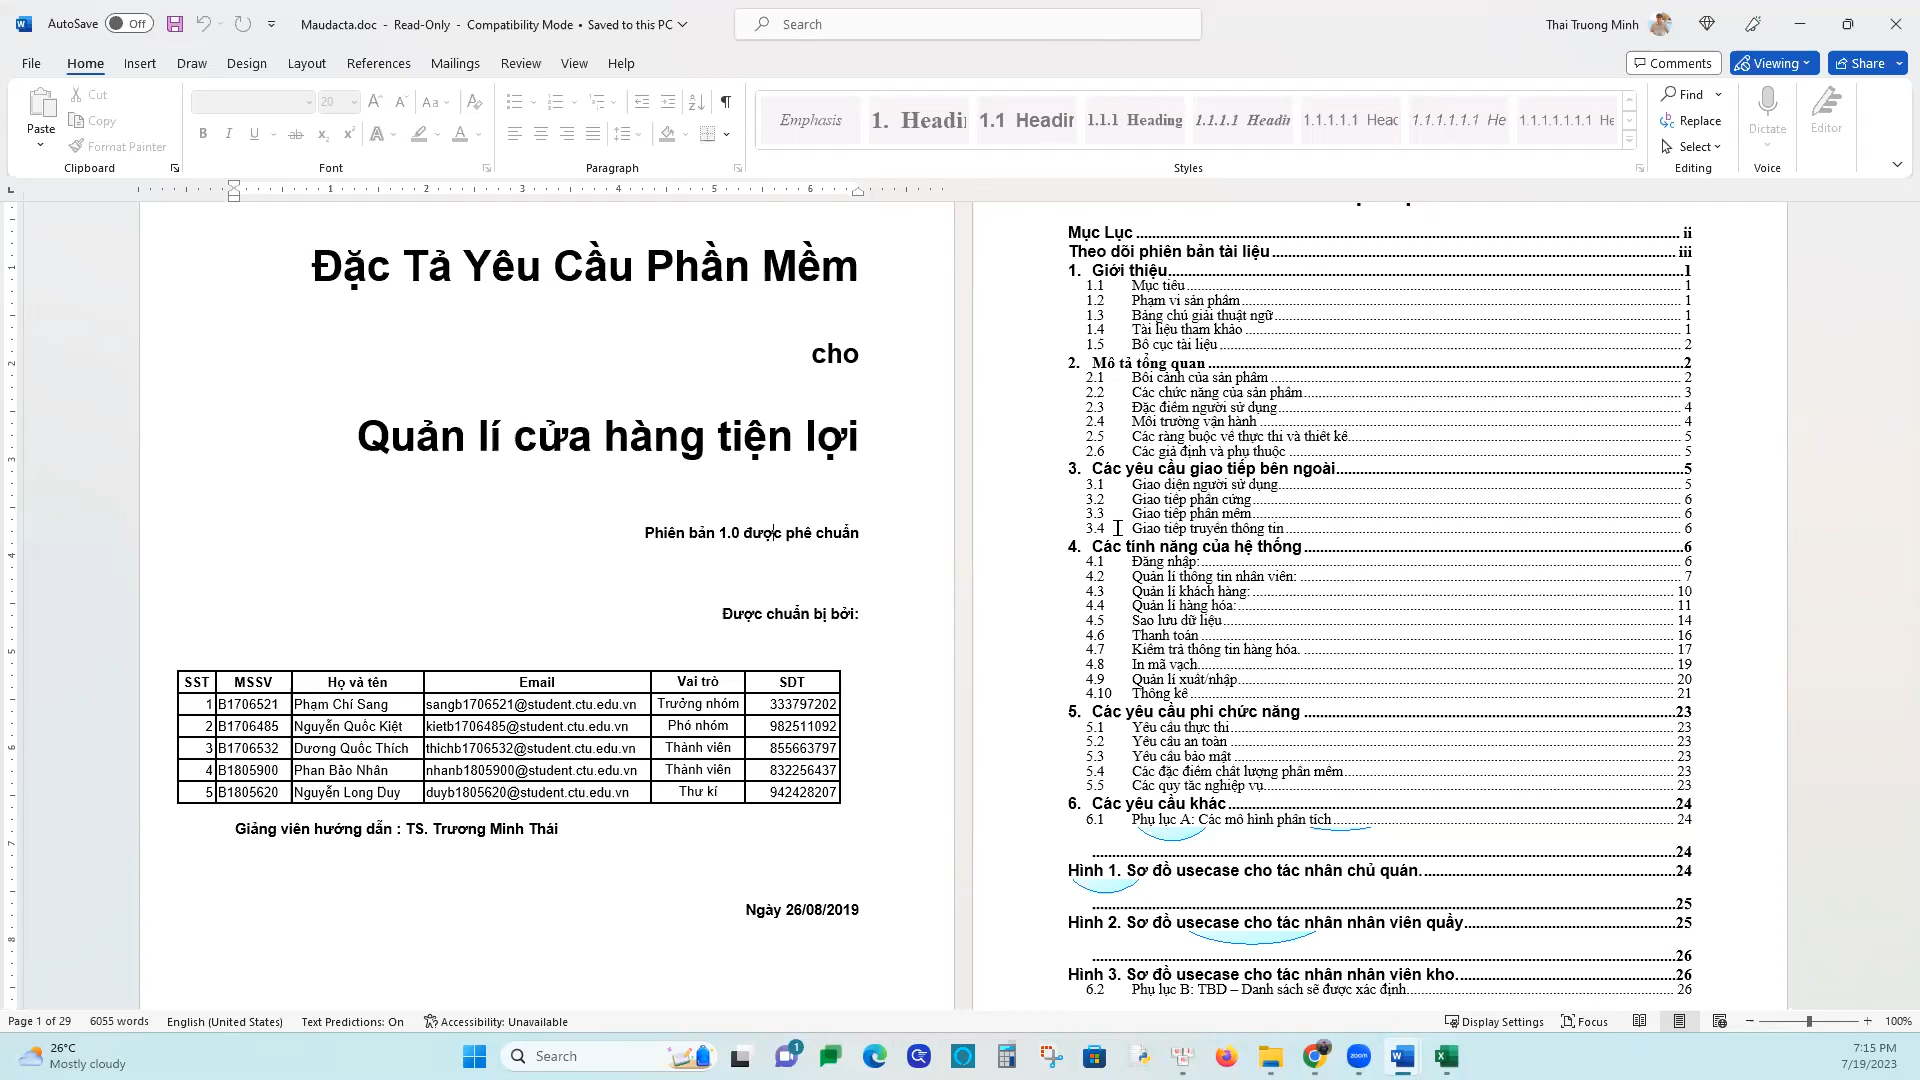 AutoSave Off Maudacta.doc - Read-Only - Compatibility Mode • Saved to this PC Search Thai Truong Minh
File Home Insert Draw Design Layout References Mailings Review View Help Comments Viewing Share
Paste Cut Copy Format Painter
20 Aa
B I U ab x₂ x² A A
Emphasis 1. Headi 1.1 Headir 1.1.1 Heading 1.1.1.1 Headin 1.1.1.1.1 Heac 1.1.1.1.1.1 He 1.1.1.1.1.1.1 He
Find Replace Select Dictate Editor
Clipboard Font Paragraph Styles Editing Voice
1 2 3 4 5 6
Đặc Tả Yêu Cầu Phần Mềm
cho
Quản lí cửa hàng tiện lợi
Phiên bản 1.0 được phê chuẩn
Được chuẩn bị bởi:
SST MSSV Họ và tên Email Vai trò SDT
1 B1706521 Phạm Chí Sang sangb1706521@student.ctu.edu.vn Trưởng nhóm 333797202
2 B1706485 Nguyễn Quốc Kiệt kietb1706485@student.ctu.edu.vn Phó nhóm 982511092
3 B1706532 Dương Quốc Thích thichb1706532@student.ctu.edu.vn Thành viên 855663797
4 B1805900 Phan Bảo Nhân nhanb1805900@student.ctu.edu.vn Thành viên 832256437
5 B1805620 Nguyễn Long Duy duyb1805620@student.ctu.edu.vn Thư kí 942428207
Giảng viên hướng dẫn : TS. Trương Minh Thái
Ngày 26/08/2019
Mục Lục ii
Theo dõi phiên bản tài liệu iii
1. Giới thiệu 1
1.1 Mục tiêu 1
1.2 Phạm vi sản phẩm 1
1.3 Bảng chú giải thuật ngữ 1
1.4 Tài liệu tham khảo 1
1.5 Bố cục tài liệu 2
2. Mô tả tổng quan 2
2.1 Bối cảnh của sản phẩm 2
2.2 Các chức năng của sản phẩm 3
2.3 Đặc điểm người sử dụng 4
2.4 Môi trường vận hành 4
2.5 Các ràng buộc về thực thi và thiết kế 5
2.6 Các giả định và phụ thuộc 5
3. Các yêu cầu giao tiếp bên ngoài 5
3.1 Giao diện người sử dụng 5
3.2 Giao tiếp phần cứng 6
3.3 Giao tiếp phần mềm 6
3.4 Giao tiếp truyền thông tin 6
4. Các tính năng của hệ thống 6
4.1 Đăng nhập: 6
4.2 Quản lí thông tin nhân viên: 7
4.3 Quản lí khách hàng: 10
4.4 Quản lí hàng hóa: 11
4.5 Sao lưu dữ liệu 14
4.6 Thanh toán 16
4.7 Kiểm trả thông tin hàng hóa. 17
4.8 In mã vạch 19
4.9 Quản lí xuất/nhập 20
4.10 Thống kê 21
5. Các yêu cầu phi chức năng 23
5.1 Yêu cầu thực thi 23
5.2 Yêu cầu an toàn 23
5.3 Yêu cầu bảo mật 23
5.4 Các đặc điểm chất lượng phần mềm 23
5.5 Các quy tắc nghiệp vụ 23
6. Các yêu cầu khác 24
6.1 Phụ lục A: Các mô hình phân tích 24
24
Hình 1. Sơ đồ usecase cho tác nhân chủ quán. 24
25
Hình 2. Sơ đồ usecase cho tác nhân nhân viên quầy 25
26
Hình 3. Sơ đồ usecase cho tác nhân nhân viên kho. 26
6.2 Phụ lục B: TBD – Danh sách sẽ được xác định 26
Page 1 of 29 6055 words English (United States) Text Predictions: On Accessibility: Unavailable Display Settings Focus 100%
26°C
Mostly cloudy
Search
1
zoom
7:15 PM
7/19/2023